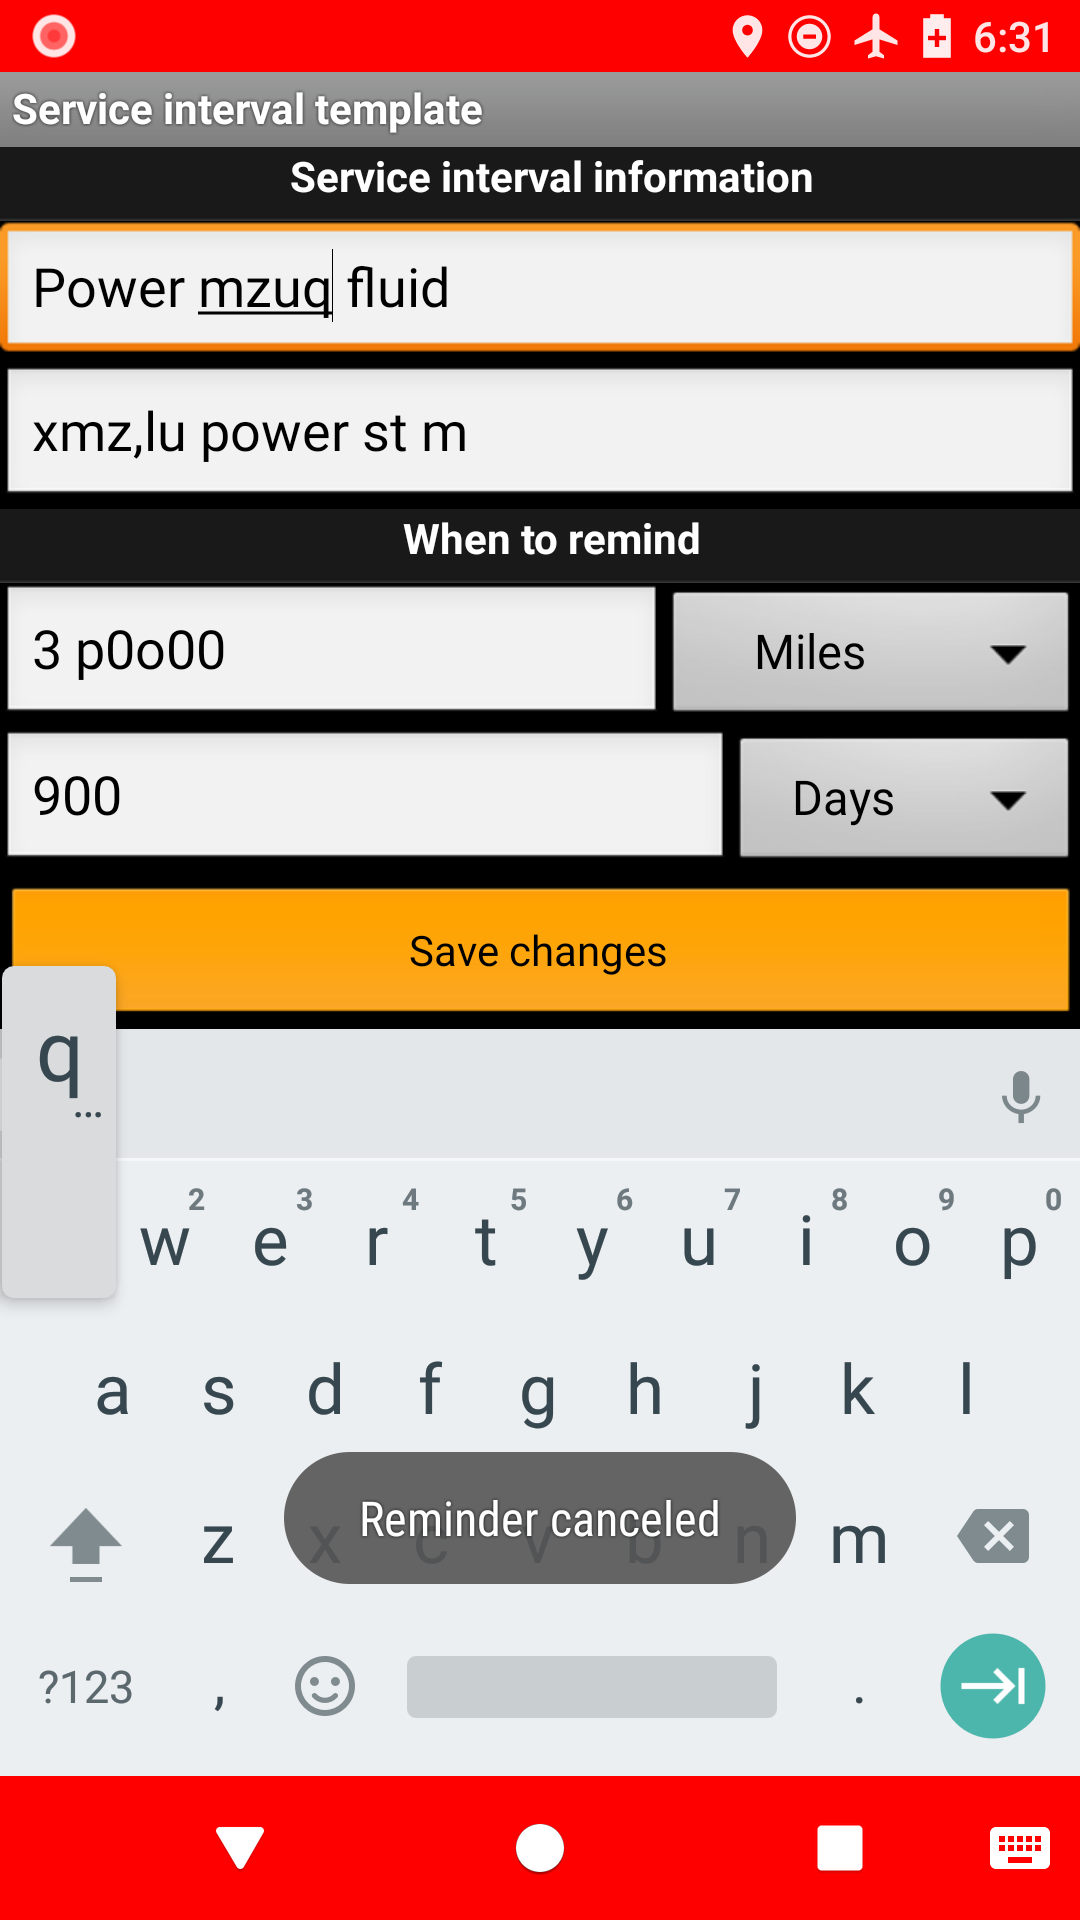 6:31
Service interval template
Service interval information
Power mzuq fluid
xmz,lu power st m
When to remind
3 p0o00
Miles
900
Days
Save changes
q
...
2 3 4 5 6 7 8 9 0
w e r t y u i o p
a s d f g h j k l
z x c v b n m
Reminder canceled
?123 , .